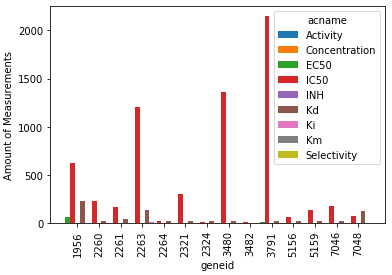 acname
Activity
Concentration
EC50
IC50
INH
Kd
Ki
Km
Selectivity
Amount of Measurements
2000
1500
1000
500
0
1956
2260
2261
2263
2264
2321
2324
3480
3482
3791
5156
5159
7046
7048
geneid